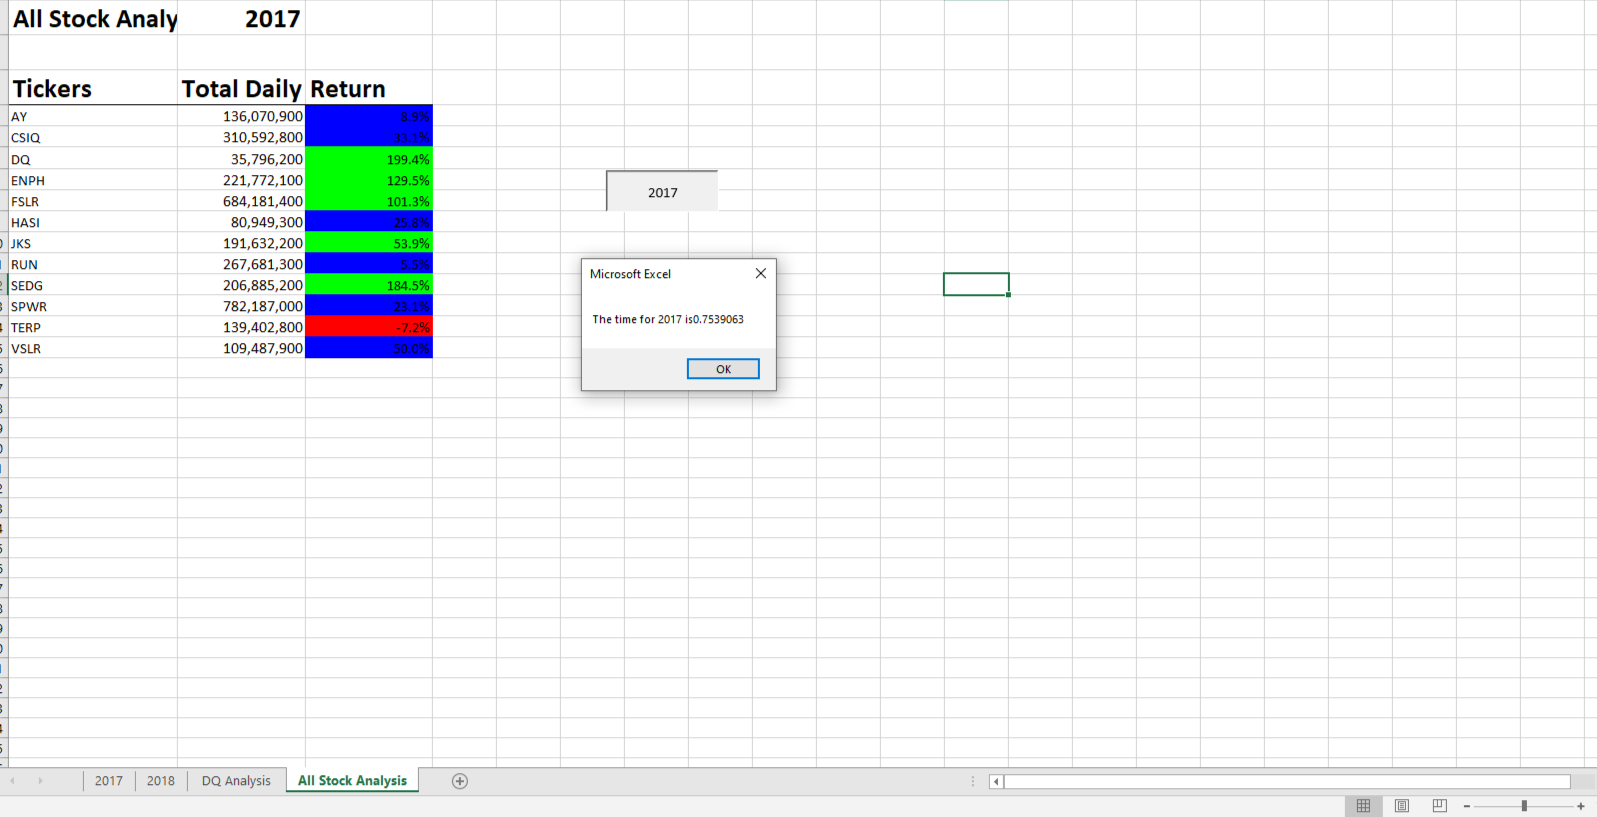 All Stock Analy 2017
Tickers Total Daily Return
AY 136,070,900 8.9%
CSIQ 310,592,800 33.1%
DQ 35,796,200 199.4%
ENPH 221,772,100 129.5%
FSLR 684,181,400 101.3%
HASI 80,949,300 25.8%
JKS 191,632,200 53.9%
RUN 267,681,300 5.5%
SEDG 206,885,200 184.5%
SPWR 782,187,000 23.1%
TERP 139,402,800 -7.2%
VSLR 109,487,900 50.0%
2017
Microsoft Excel
The time for 2017 is0.7539063
OK
2017 2018 DQ Analysis All Stock Analysis